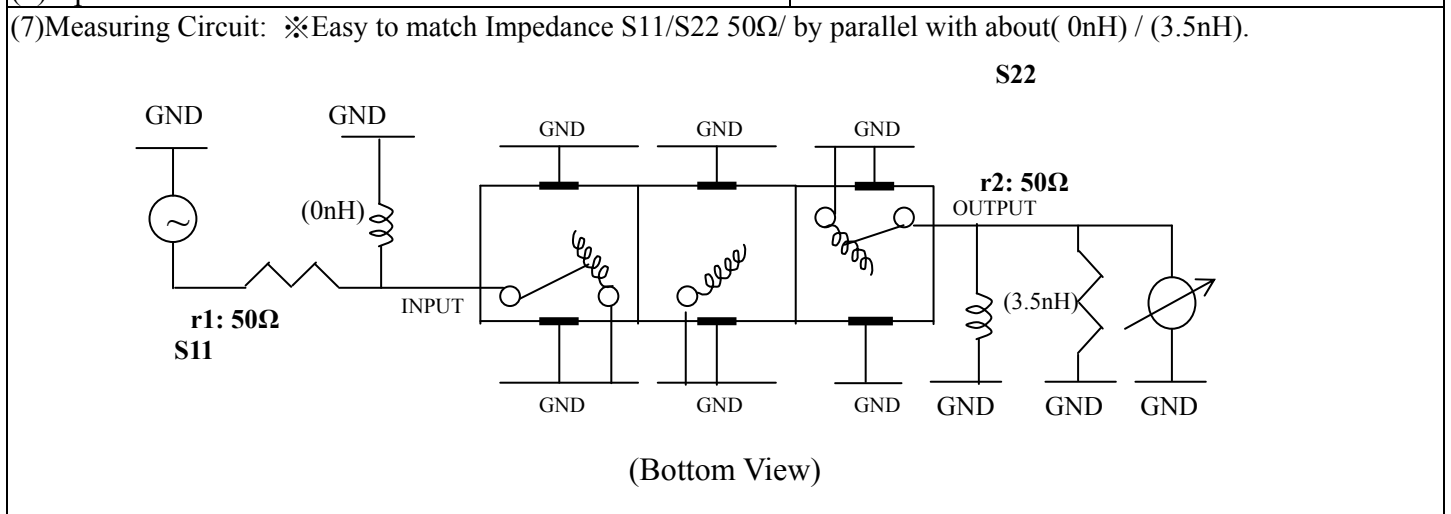 (7)Measuring Circuit: ※Easy to match Impedance S11/S22 50Ω/ by parallel with about( 0nH) / (3.5nH).
S22
GND GND GND GND GND
r2: 50Ω
(0nH) OUTPUT
~
INPUT (3.5nH)
r1: 50Ω
S11
GND GND GND GND GND GND
(Bottom View)